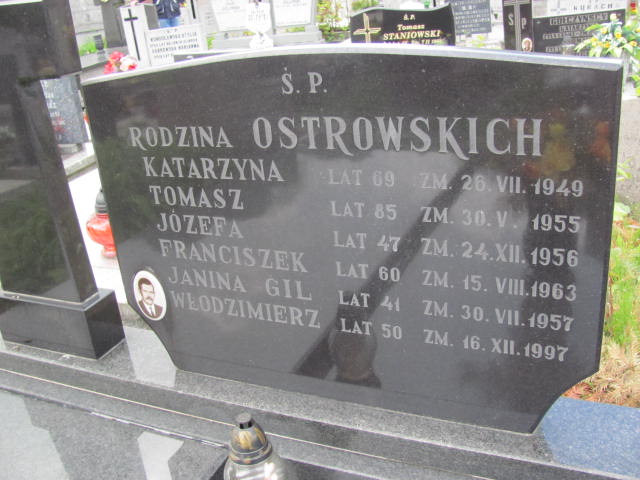 Ś. P.
RODZINA OSTROWSKICH
KATARZYNA LAT 69 ZM. 26. VII. 1949
TOMASZ LAT 85 ZM. 30. V. 1955
JÓZEFA LAT 47 ZM. 24. XII. 1956
FRANCISZEK LAT 60 ZM. 15. VIII. 1963
JANINA GIL LAT 41 ZM. 30. VII. 1957
WŁODZIMIERZ LAT 50 ZM. 16. XII. 1997
Ś. P.
Tomasz
STANIOWSKI